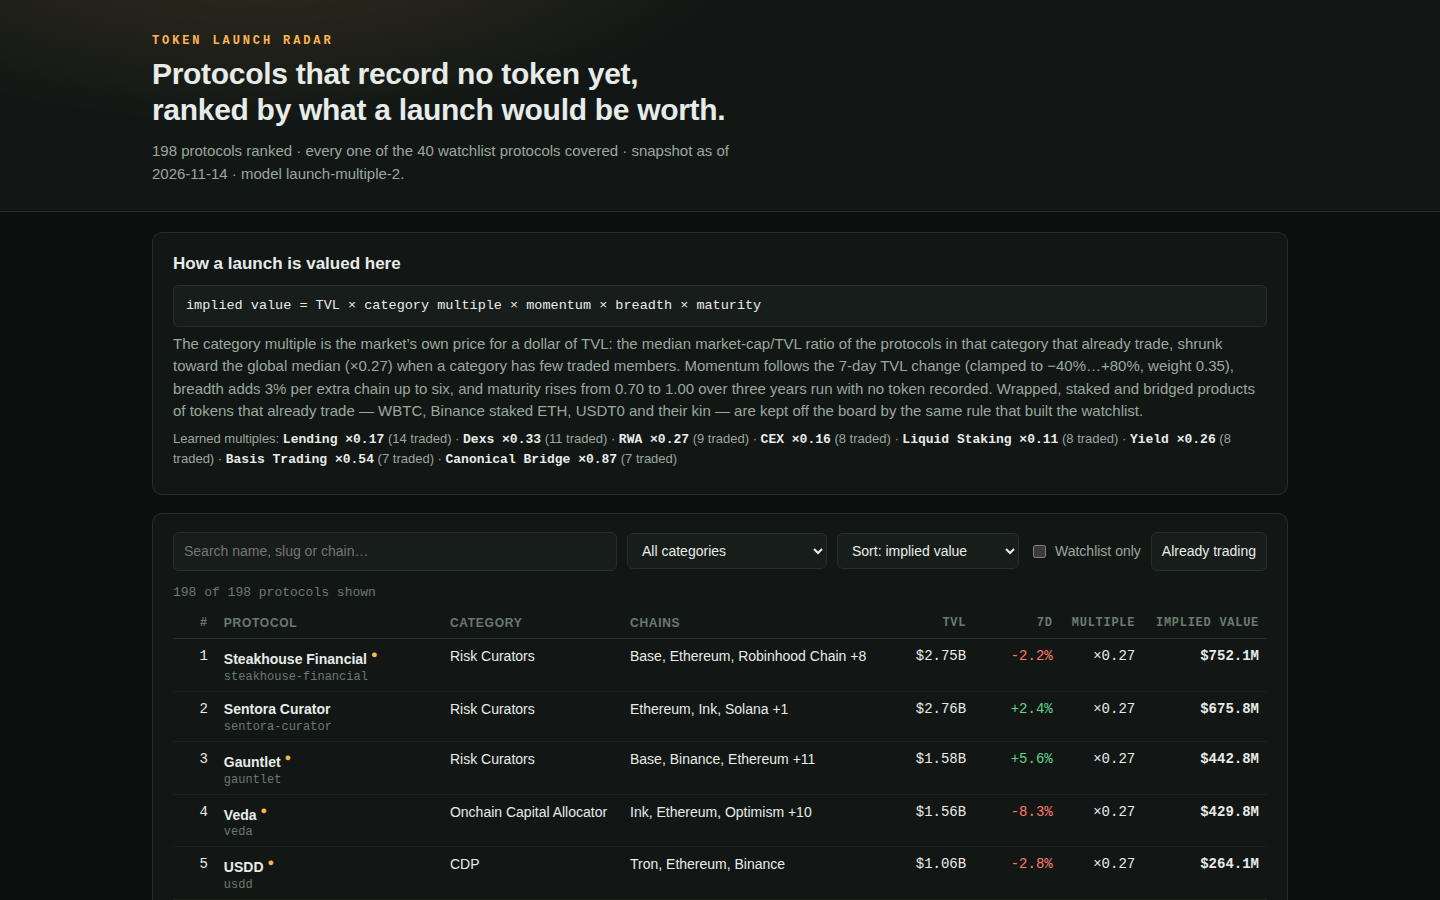 TOKEN LAUNCH RADAR
Protocols that record no token yet,
ranked by what a launch would be worth.
198 protocols ranked · every one of the 40 watchlist protocols covered · snapshot as of
2026-11-14 · model launch-multiple-2.
How a launch is valued here
implied value = TVL × category multiple × momentum × breadth × maturity
The category multiple is the market’s own price for a dollar of TVL: the median market-cap/TVL ratio of the protocols in that category that already trade, shrunk
toward the global median (×0.27) when a category has few traded members. Momentum follows the 7-day TVL change (clamped to −40%…+80%, weight 0.35),
breadth adds 3% per extra chain up to six, and maturity rises from 0.70 to 1.00 over three years run with no token recorded. Wrapped, staked and bridged products
of tokens that already trade — WBTC, Binance staked ETH, USDT0 and their kin — are kept off the board by the same rule that built the watchlist.
Learned multiples: Lending ×0.17 (14 traded) · Dexs ×0.33 (11 traded) · RWA ×0.27 (9 traded) · CEX ×0.16 (8 traded) · Liquid Staking ×0.11 (8 traded) · Yield ×0.26 (8
traded) · Basis Trading ×0.54 (7 traded) · Canonical Bridge ×0.87 (7 traded)
Search name, slug or chain… All categories Sort: implied value Watchlist only Already trading
198 of 198 protocols shown
# PROTOCOL CATEGORY CHAINS TVL 7D MULTIPLE IMPLIED VALUE
1 Steakhouse Financial Risk Curators Base, Ethereum, Robinhood Chain +8 $2.75B -2.2% ×0.27 $752.1M
steakhouse-financial
2 Sentora Curator Risk Curators Ethereum, Ink, Solana +1 $2.76B +2.4% ×0.27 $675.8M
sentora-curator
3 Gauntlet Risk Curators Base, Binance, Ethereum +11 $1.58B +5.6% ×0.27 $442.8M
gauntlet
4 Veda Onchain Capital Allocator Ink, Ethereum, Optimism +10 $1.56B -8.3% ×0.27 $429.8M
veda
5 USDD CDP Tron, Ethereum, Binance $1.06B -2.8% ×0.27 $264.1M
usdd